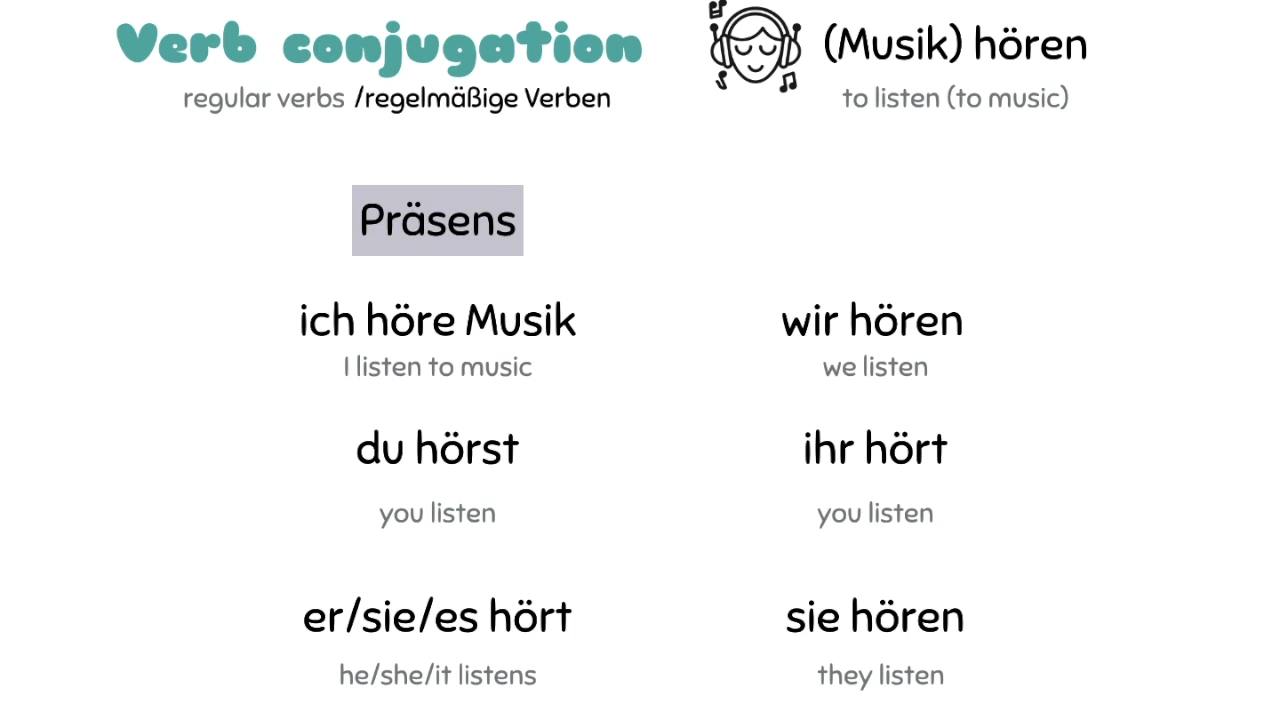 Verb conjugation
regular verbs /regelmäßige Verben
(Musik) hören
to listen (to music)
Präsens
ich höre Musik
I listen to music
du hörst
you listen
er/sie/es hört
he/she/it listens
wir hören
we listen
ihr hört
you listen
sie hören
they listen